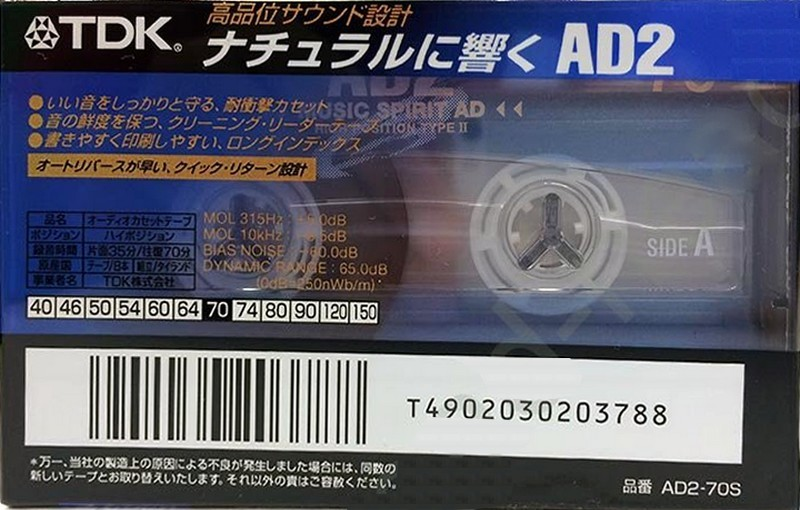 高品位サウンド設計
TDK® ナチュラルに響く AD2
AD2 70
●いい音をしっかりと守る、耐衝撃カセット
MUSIC SPIRIT AD
●音の鮮度を保つ、クリーニング・リーダーテープ
HIGH POSITION TYPE II
●書きやすく印刷しやすい、ロングインデックス
オートリバースが早い、クイック・リターン設計
品名 オーディオカセットテープ
ポジション ハイポジション
録音時間 片面35分/往復70分
原産国 テープ/日本 組立/タイランド
事業者名 TDK株式会社
MOL 315Hz : dB
MOL 10kHz : dB
BIAS NOISE : -60.0dB
DYNAMIC RANGE : 65.0dB
(0dB=250nWb/m)
SIDE A
40 46 50 54 60 64 70 74 80 90 120 150
T4902030203788
*万一、当社の製造上の原因による不良が発生しました場合には、同数の
新しいテープとお取り替えいたします。それ以外の責はご容赦ください。
品番 AD2-70S